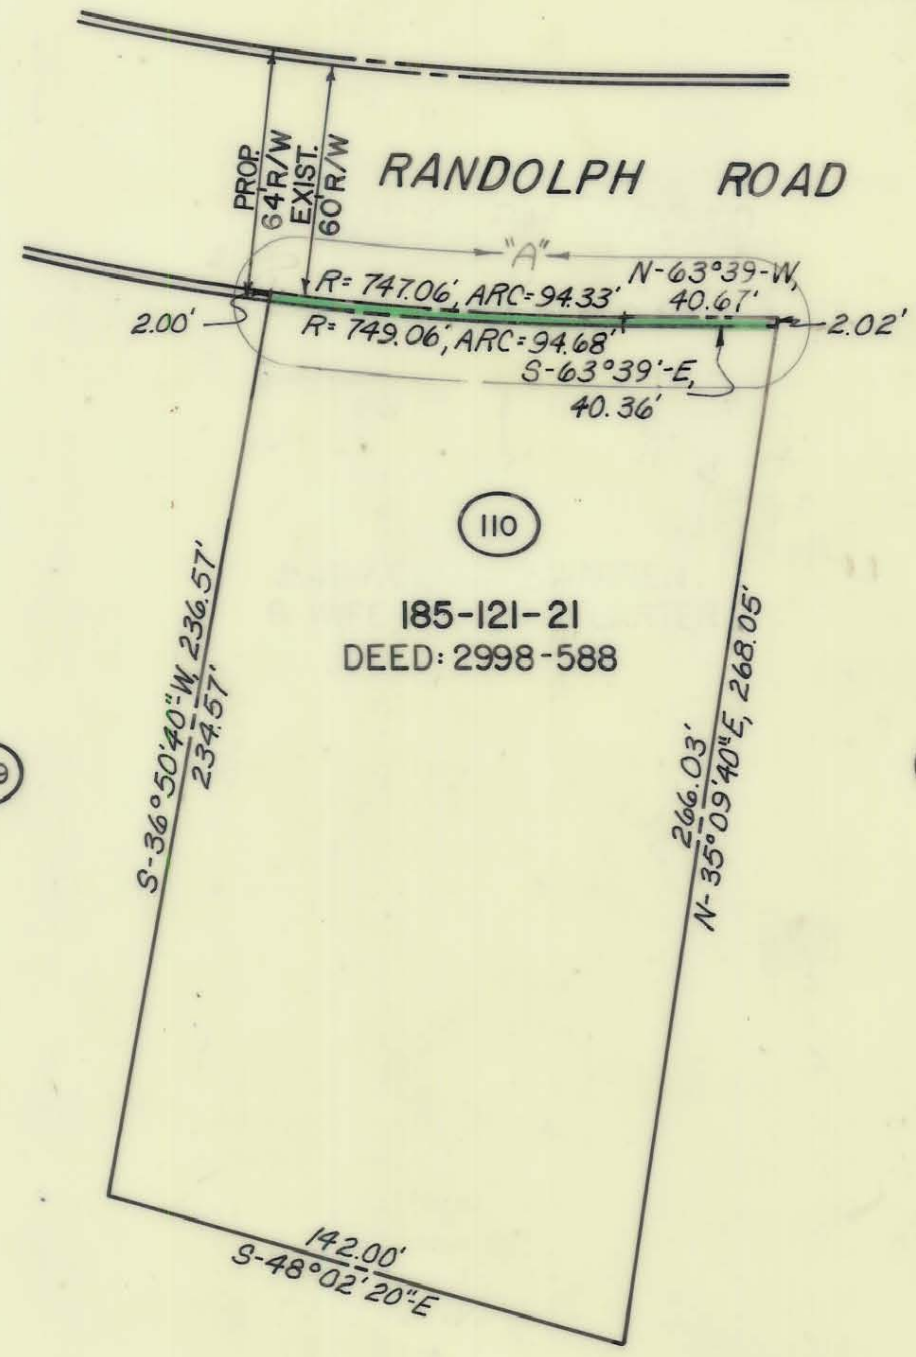 PROP.
64' R/W
EXIST.
60' R/W
RANDOLPH ROAD
"A"
N-63°39-W,
40.67'
R= 747.06', ARC=94.33'
2.00'
R= 749.06', ARC=94.68'
2.02'
S-63°39'-E,
40.36'
110
185-121-21
DEED: 2998-588
S-36°50'40"-W, 236.57'
234.57'
266.03'
N-35°09'40"E, 268.05'
142.00'
S-48°02'20"-E